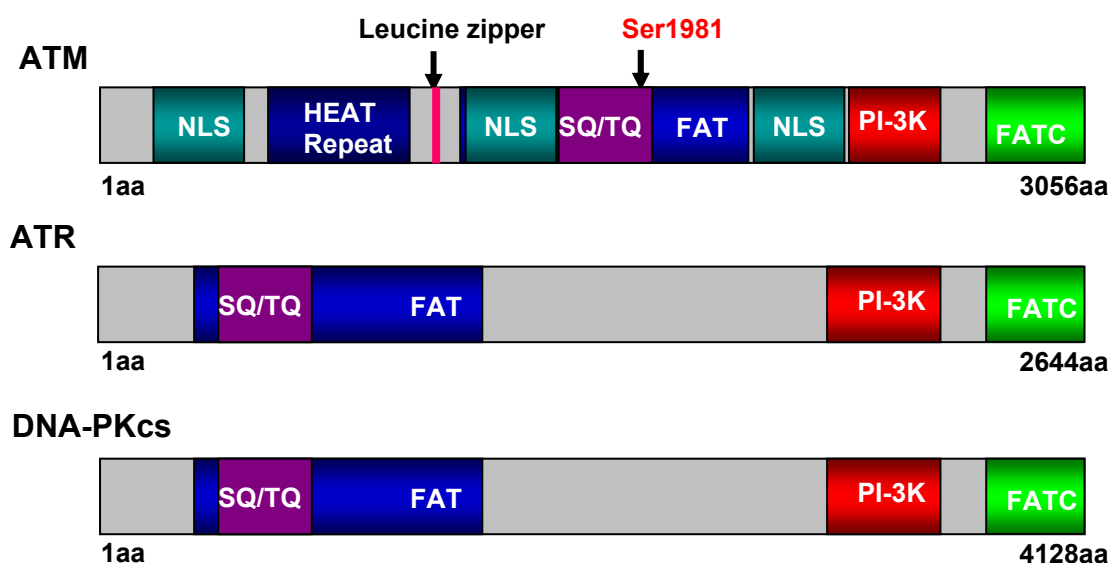 Leucine zipper Ser1981
ATM
NLS HEAT Repeat NLS SQ/TQ FAT NLS PI-3K FATC
1aa 3056aa
ATR
SQ/TQ FAT PI-3K FATC
1aa 2644aa
DNA-PKcs
SQ/TQ FAT PI-3K FATC
1aa 4128aa